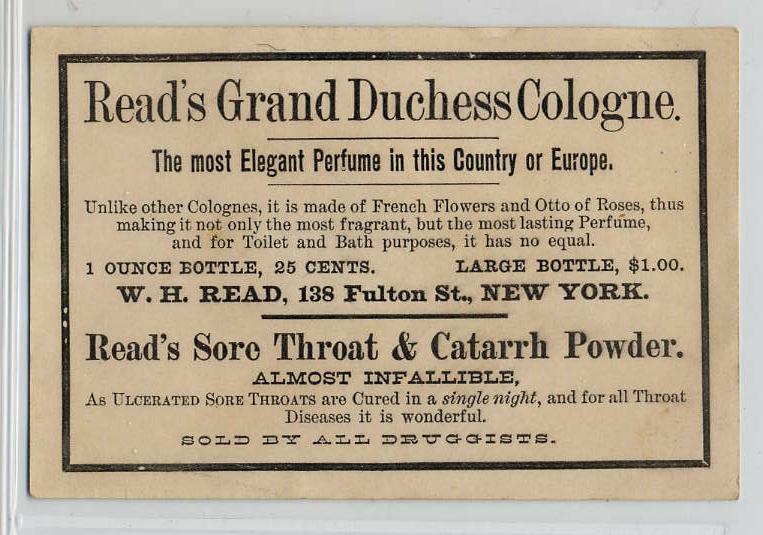 Read's Grand Duchess Cologne.
The most Elegant Perfume in this Country or Europe.
Unlike other Colognes, it is made of French Flowers and Otto of Roses, thus
making it not only the most fragrant, but the most lasting Perfume,
and for Toilet and Bath purposes, it has no equal.
1 OUNCE BOTTLE, 25 CENTS. LARGE BOTTLE, $1.00.
W. H. READ, 138 Fulton St., NEW YORK.
Read's Sore Throat & Catarrh Powder.
ALMOST INFALLIBLE,
As ULCERATED SORE THROATS are Cured in a single night, and for all Throat
Diseases it is wonderful.
SOLD BY ALL DRUGGISTS.